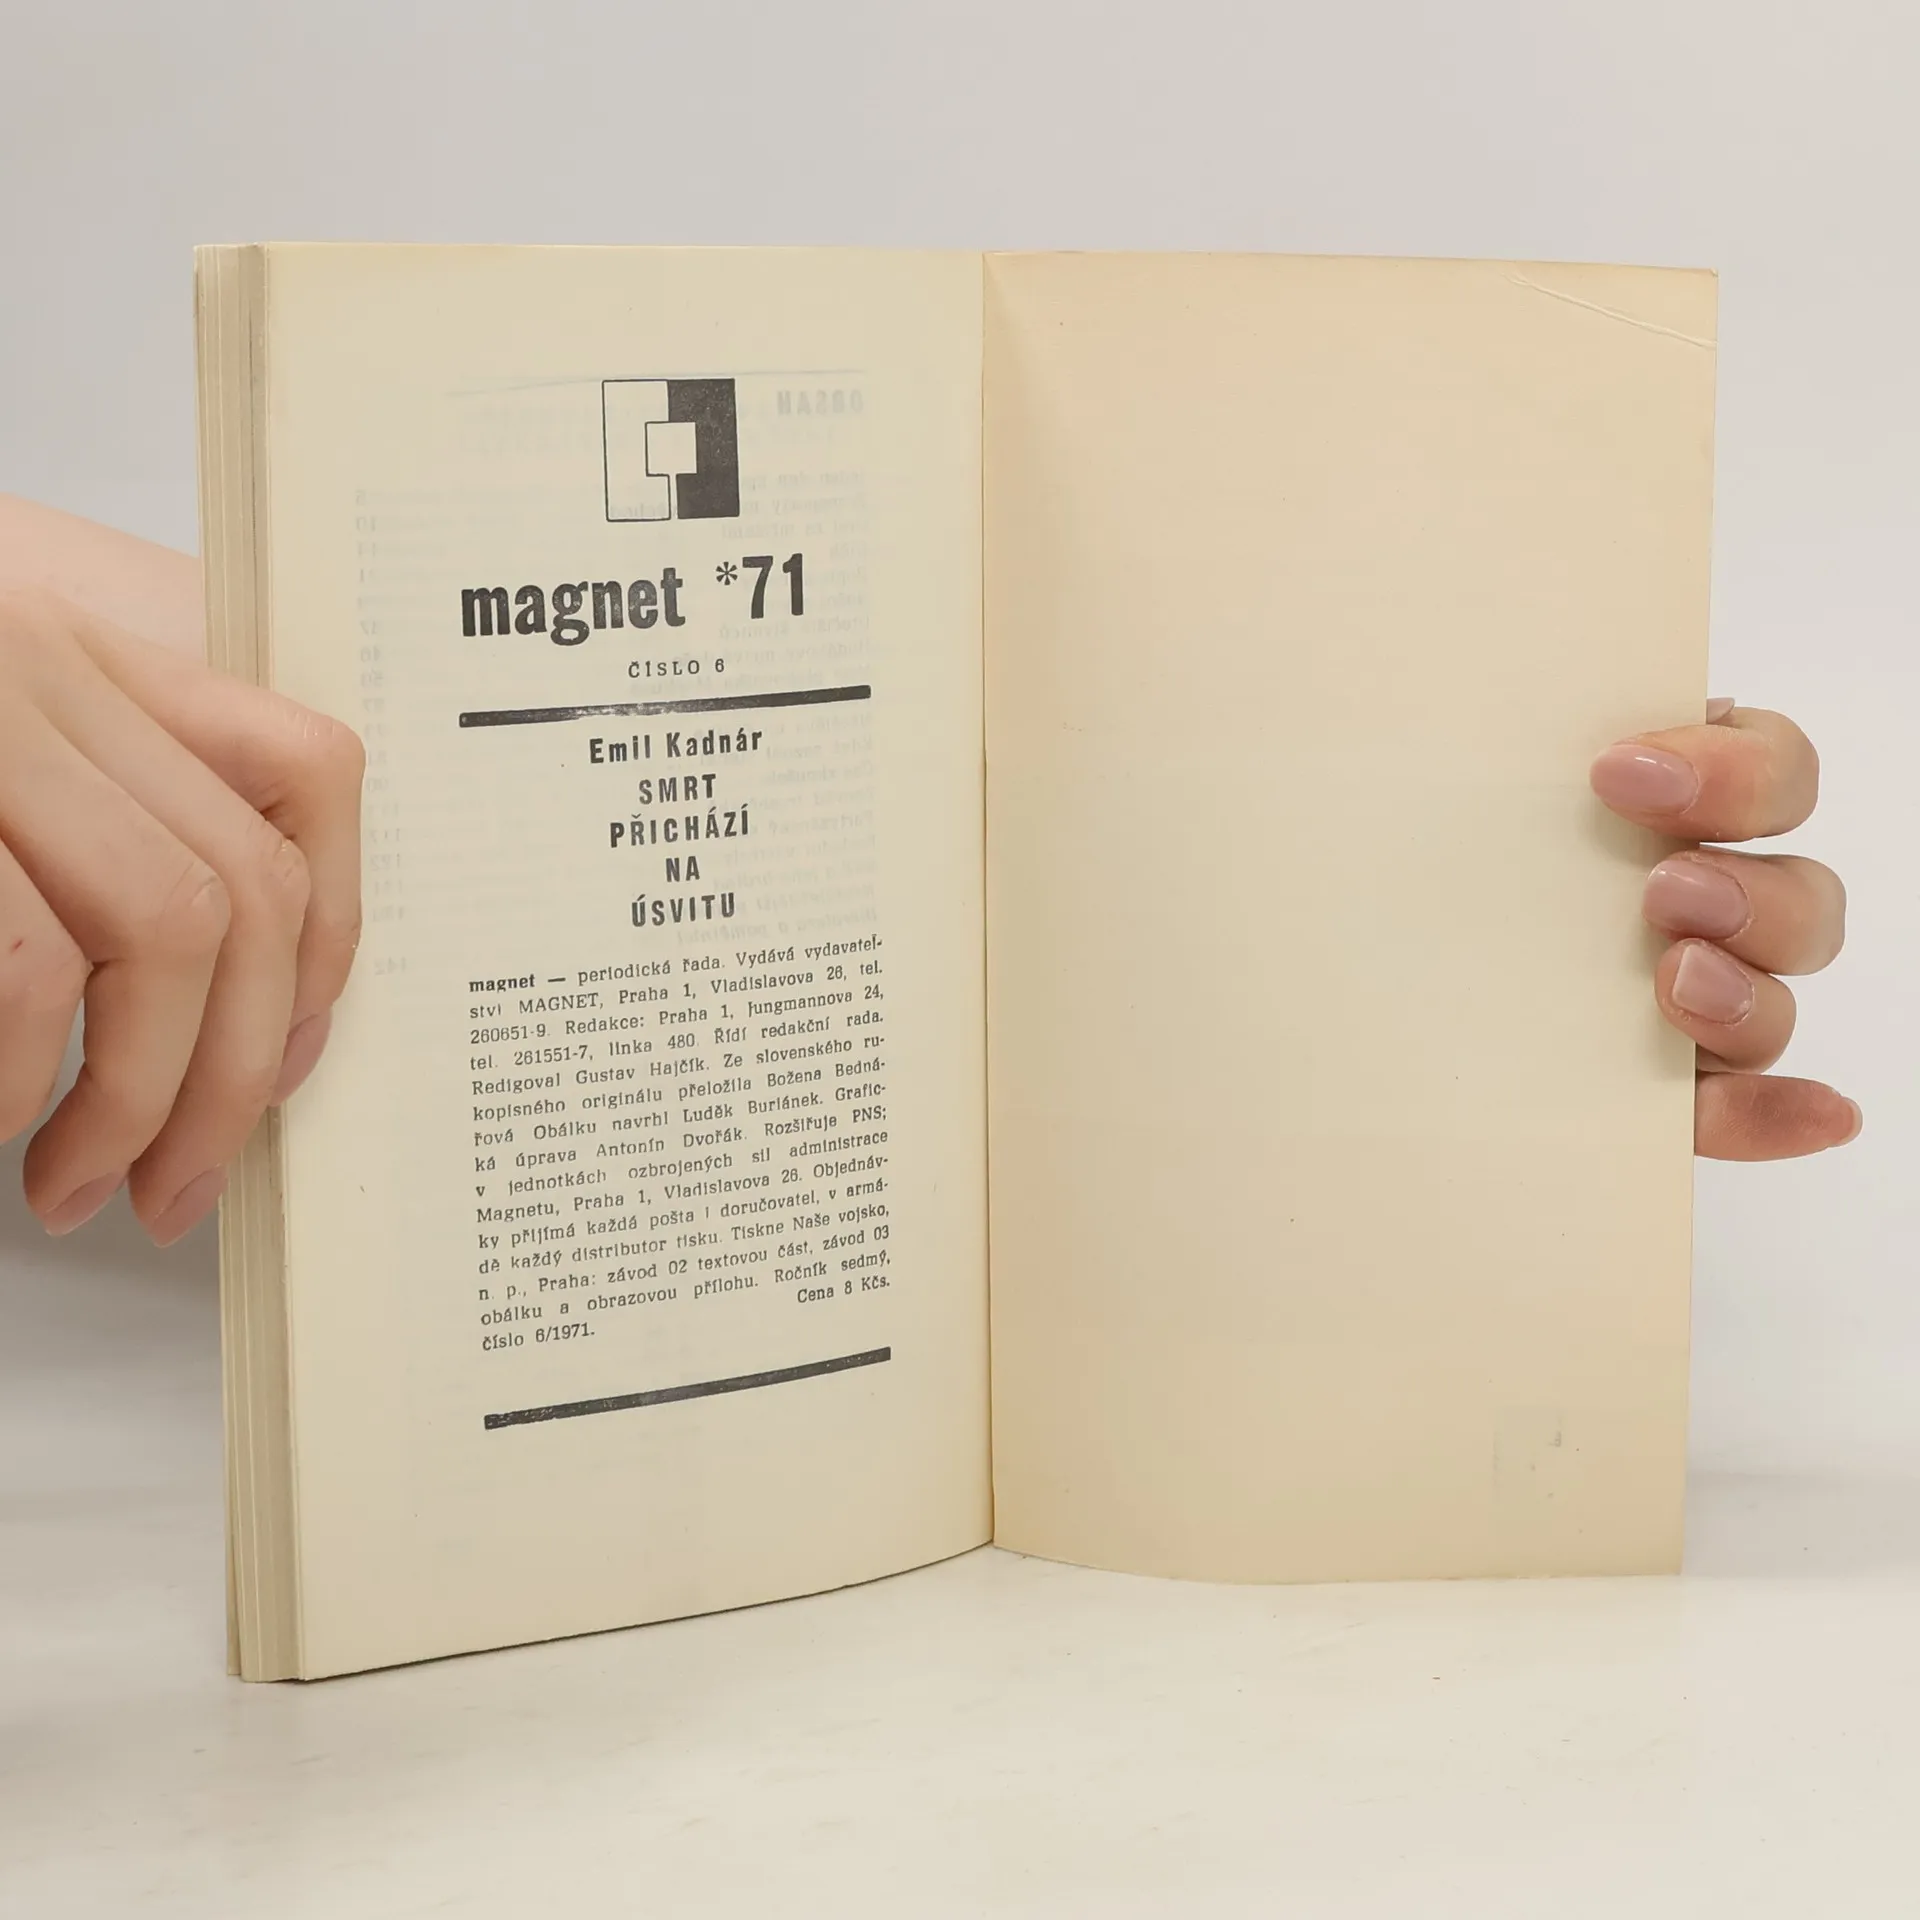 magnet *71
ČÍSLO 6
Emil Kadnár
SMRT
PŘICHÁZÍ
NA
ÚSVITU
magnet — periodická řada. Vydává vydavatel-
ství MAGNET, Praha 1, Vladislavova 26, tel.
260651-9. Redakce: Praha 1, Jungmannova 24,
tel. 261551-7, linka 480. Řídí redakční rada.
Redigoval Gustav Hajčík. Ze slovenského ru-
kopisného originálu přeložila Božena Bedná-
řová Obálku navrhl Luděk Burlánek. Grafic-
ká úprava Antonín Dvořák. Rozšiřuje PNS;
v jednotkách ozbrojených sil administrace
Magnetu, Praha 1, Vladislavova 26. Objednáv-
ky přijímá každá pošta i doručovatel, v armá-
dě každý distributor tisku. Tiskne Naše vojsko,
n. p., Praha: závod 02 textovou část, závod 03
obálku a obrazovou přílohu. Ročník sedmý,
číslo 6/1971.
Cena 8 Kčs.
OBSAH